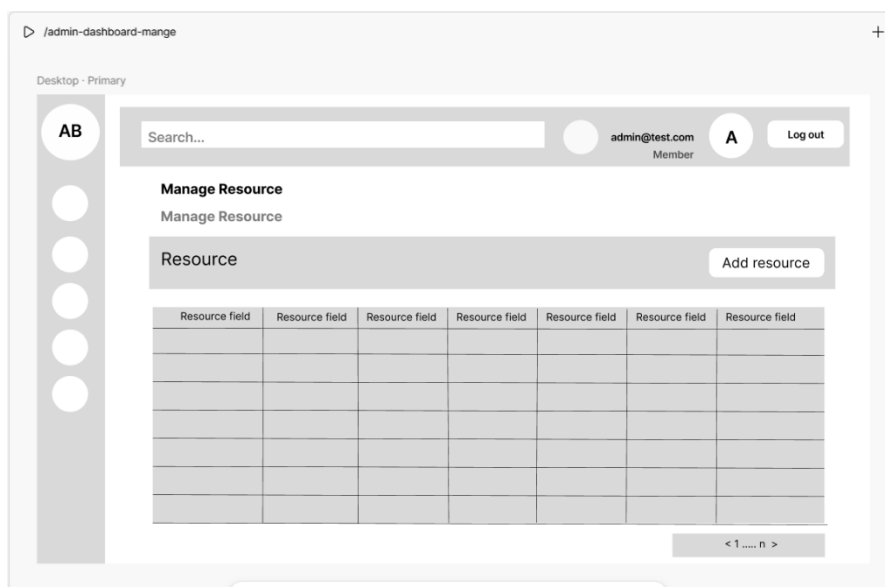 /admin-dashboard-mange
Desktop - Primary
AB
Search...
admin@test.com
Member
A
Log out
Manage Resource
Manage Resource
Resource
Add resource
Resource field Resource field Resource field Resource field Resource field Resource field Resource field
< 1 ..... n >